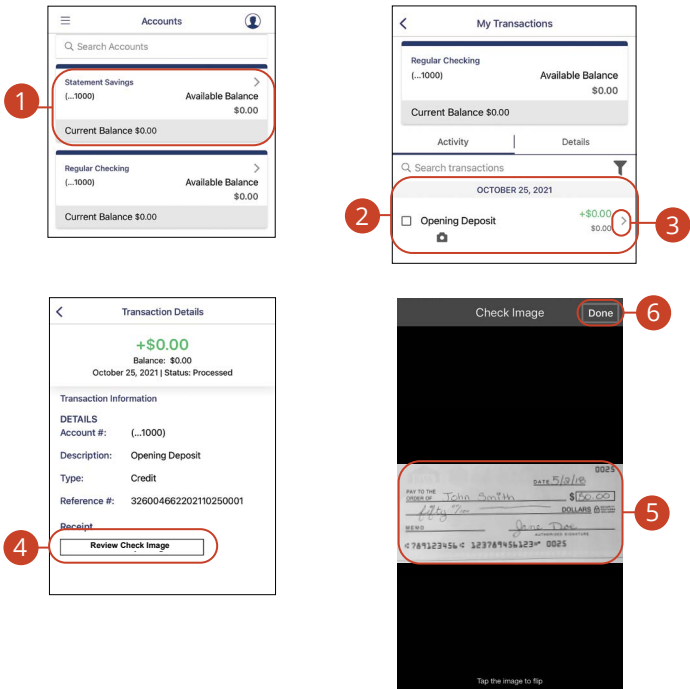 Accounts
Search Accounts
1
Statement Savings
(...1000) Available Balance
$0.00
Current Balance $0.00
Regular Checking
(...1000) Available Balance
$0.00
Current Balance $0.00
My Transactions
Regular Checking
(...1000) Available Balance
$0.00
Current Balance $0.00
Activity Details
Search transactions
OCTOBER 25, 2021
2
Opening Deposit +$0.00
$0.00
3
Transaction Details
+$0.00
Balance: $0.00
October 25, 2021 | Status: Processed
Transaction Information
DETAILS
Account #: (...1000)
Description: Opening Deposit
Type: Credit
Reference #: 326004662202110250001
Receipt
4
Review Check Image
Check Image Done
6
0025
DATE 5/2/18
PAY TO THE
ORDER OF John Smith $ 50.00
fifty DOLLARS
MEMO Jane Doe
AUTHORIZED SIGNATURE
789123456 123789456123 0025
5
Tap the image to flip